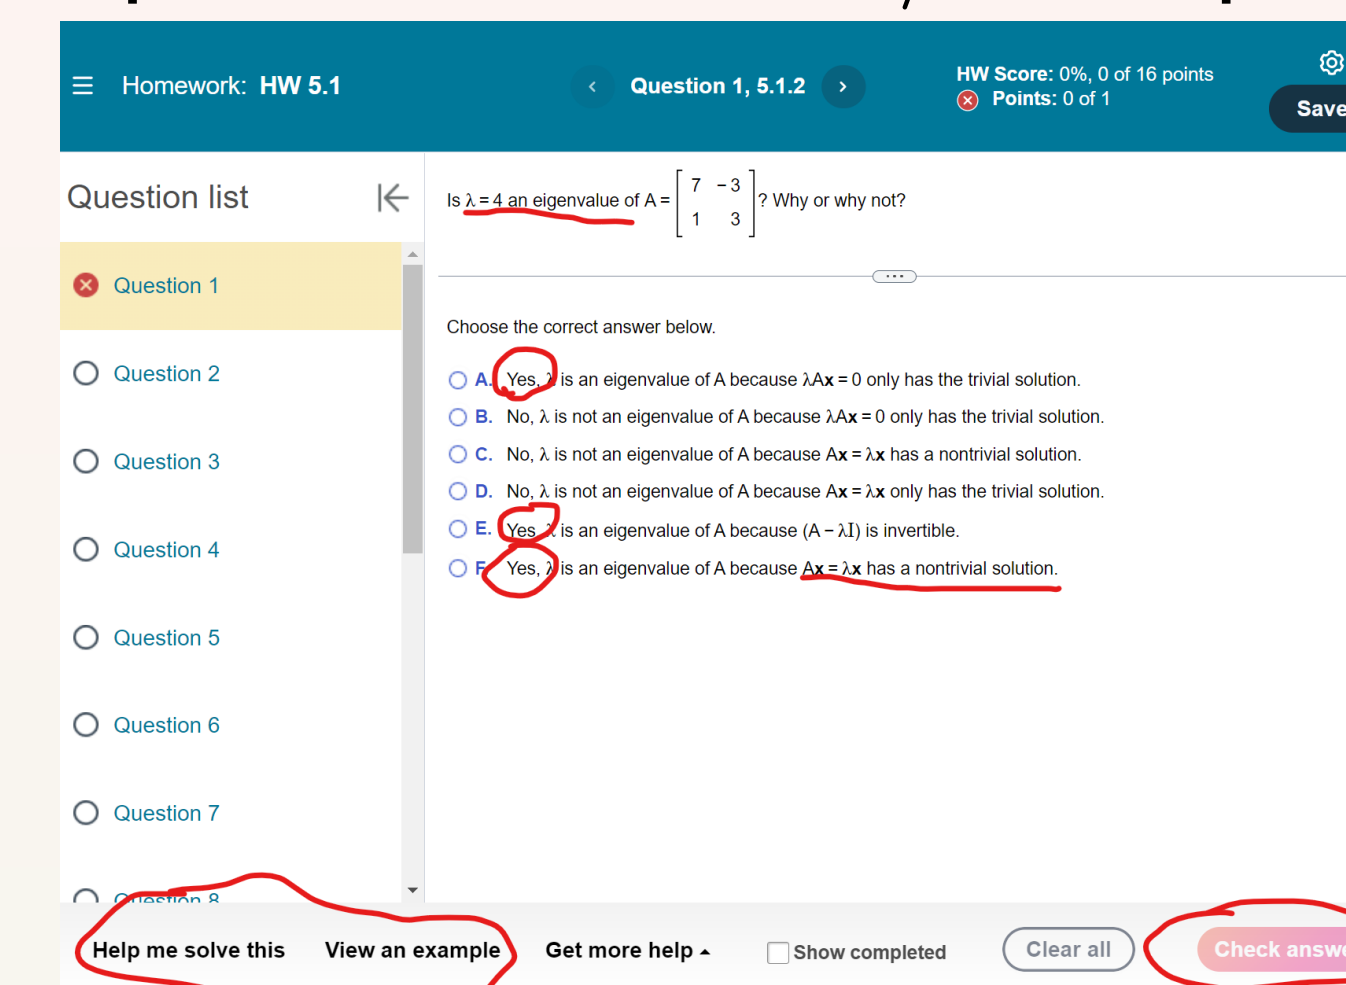 Homework: HW 5.1
Question 1, 5.1.2
HW Score: 0%, 0 of 16 points
Points: 0 of 1
Save
Question list
Is λ = 4 an eigenvalue of A = [ 7 −3 1 3 ] ? Why or why not?
Question 1
Question 2
Question 3
Question 4
Question 5
Question 6
Question 7
Question 8
Choose the correct answer below.
A. Yes, λ is an eigenvalue of A because λAx = 0 only has the trivial solution.
B. No, λ is not an eigenvalue of A because λAx = 0 only has the trivial solution.
C. No, λ is not an eigenvalue of A because Ax = λx has a nontrivial solution.
D. No, λ is not an eigenvalue of A because Ax = λx only has the trivial solution.
E. Yes, λ is an eigenvalue of A because (A − λI) is invertible.
F. Yes, λ is an eigenvalue of A because Ax = λx has a nontrivial solution.
Help me solve this
View an example
Get more help
Show completed
Clear all
Check answe